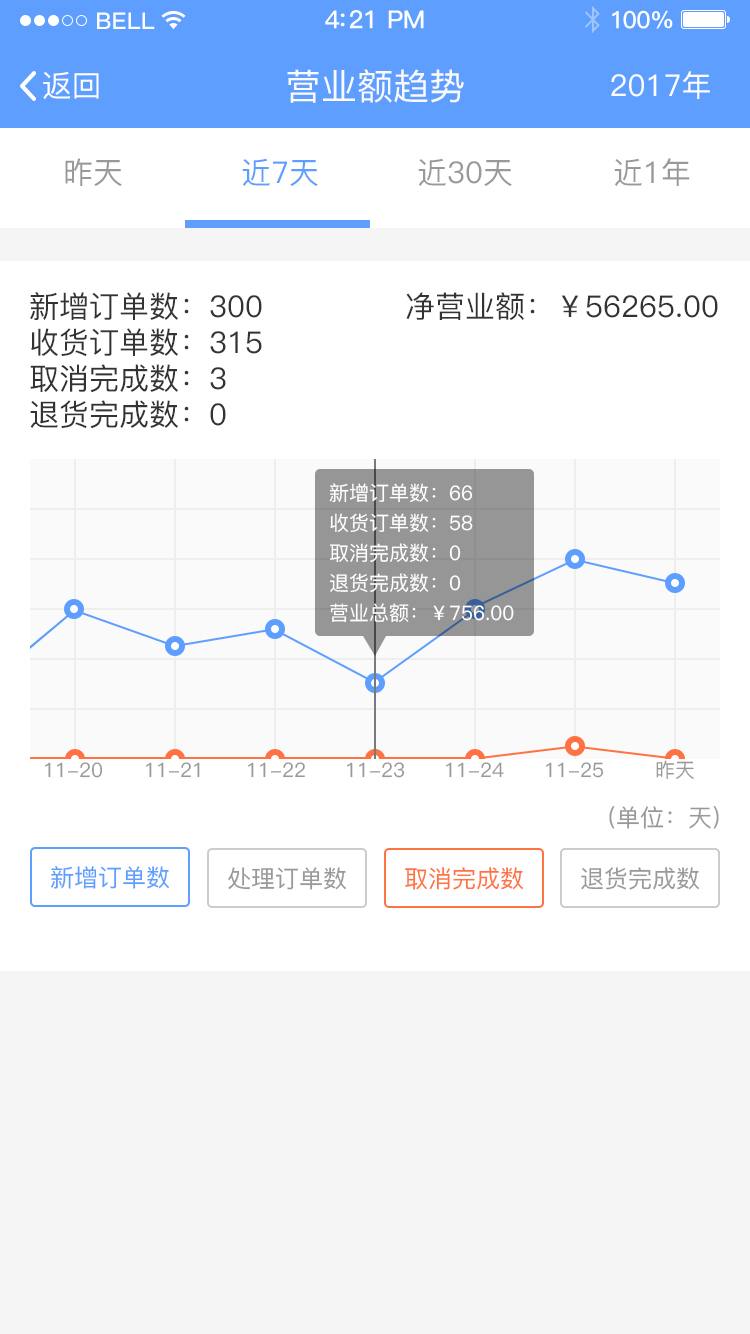 BELL 4:21 PM 100%
返回 营业额趋势 2017年
昨天 近7天 近30天 近1年
新增订单数：300 净营业额：￥56265.00
收货订单数：315
取消完成数：3
退货完成数：0
新增订单数：66
收货订单数：58
取消完成数：0
退货完成数：0
营业总额：￥756.00
11-20 11-21 11-22 11-23 11-24 11-25 昨天
(单位：天)
新增订单数 处理订单数 取消完成数 退货完成数